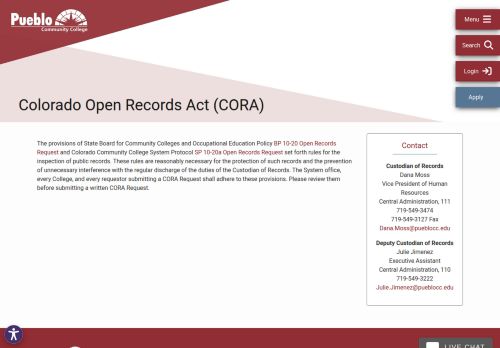 Pueblo
Community College
Menu
Search
Login
Apply
Colorado Open Records Act (CORA)
The provisions of State Board for Community Colleges and Occupational Education Policy BP 10-20 Open Records
Request and Colorado Community College System Protocol SP 10-20a Open Records Request set forth rules for the
inspection of public records. These rules are reasonably necessary for the protection of such records and the prevention
of unnecessary interference with the regular discharge of the duties of the Custodian of Records. The System office,
every College, and every requestor submitting a CORA Request shall adhere to these provisions. Please review them
before submitting a written CORA Request.
Contact
Custodian of Records
Dana Moss
Vice President of Human
Resources
Central Administration, 111
719-549-3474
719-549-3127 Fax
Dana.Moss@pueblocc.edu
Deputy Custodian of Records
Julie Jimenez
Executive Assistant
Central Administration, 110
719-549-3222
Julie.Jimenez@pueblocc.edu
LIVE CHAT